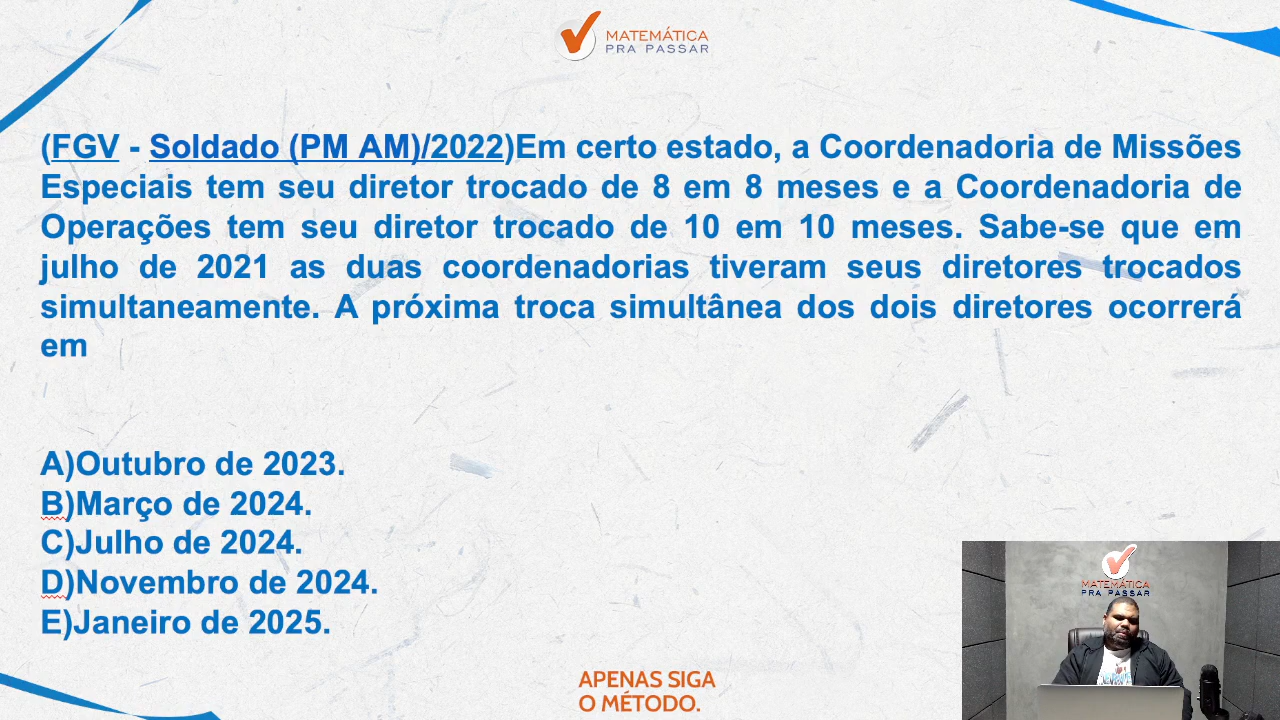 MATEMÁTICA
PRA PASSAR
(FGV - Soldado (PM AM)/2022)Em certo estado, a Coordenadoria de Missões
Especiais tem seu diretor trocado de 8 em 8 meses e a Coordenadoria de
Operações tem seu diretor trocado de 10 em 10 meses. Sabe-se que em
julho de 2021 as duas coordenadorias tiveram seus diretores trocados
simultaneamente. A próxima troca simultânea dos dois diretores ocorrerá
em
A)Outubro de 2023.
B)Março de 2024.
C)Julho de 2024.
D)Novembro de 2024.
E)Janeiro de 2025.
MATEMÁTICA
PRA PASSAR
APENAS SIGA
O MÉTODO.